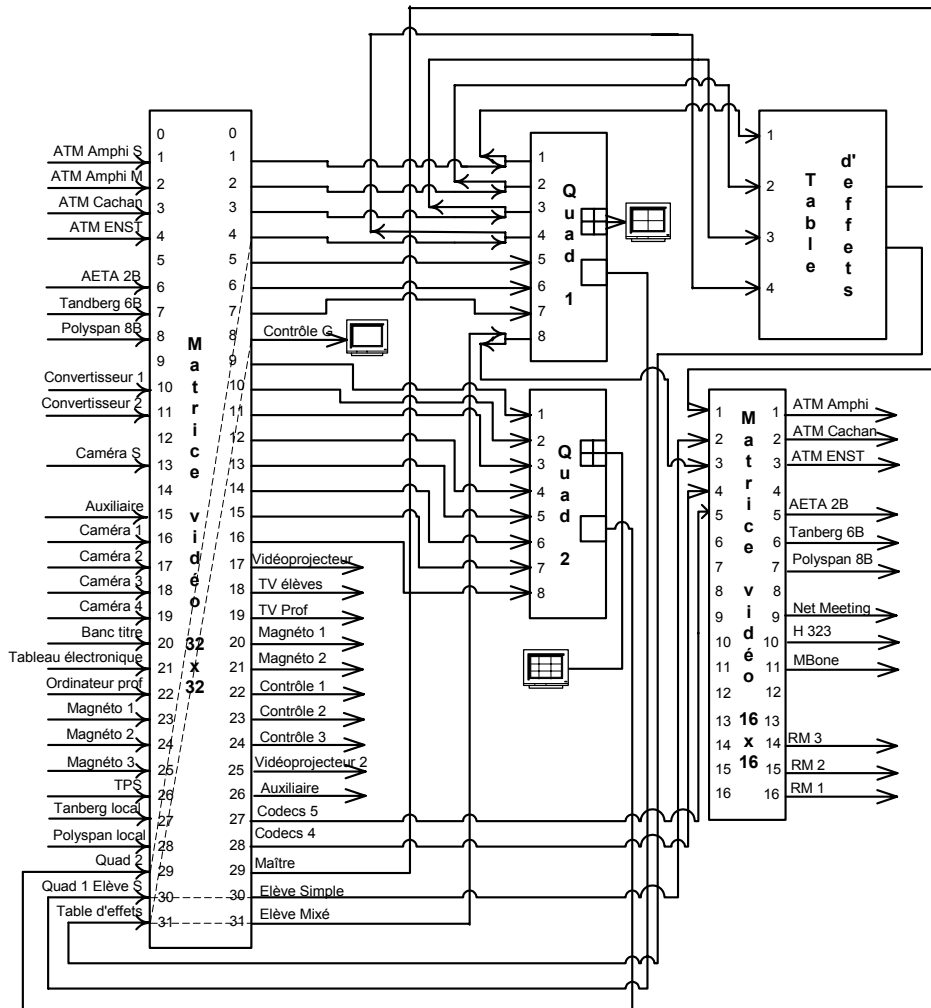 ATM Amphi S
ATM Amphi M
ATM Cachan
ATM ENST
AETA 2B
Tandberg 6B
Polyspan 8B
Convertisseur 1
Convertisseur 2
Caméra S
Auxiliaire
Caméra 1
Caméra 2
Caméra 3
Caméra 4
Banc titre
Tableau électronique
Ordinateur prof
Magnéto 1
Magnéto 2
Magnéto 3
TPS
Tanberg local
Polyspan local
Quad 2
Quad 1 Elève S
Table d'effets
0
1
2
3
4
5
6
7
8
9
10
11
12
13
14
15
16
17
18
19
20
21
22
23
24
25
26
27
28
29
30
31
Matrice vidéo 32 x 32
0
1
2
3
4
5
6
7
8
9
10
11
12
13
14
15
16
17
18
19
20
21
22
23
24
25
26
27
28
29
30
31
Contrôle G
Vidéoprojecteur
TV élèves
TV Prof
Magnéto 1
Magnéto 2
Contrôle 1
Contrôle 2
Contrôle 3
Vidéoprojecteur 2
Auxiliaire
Codecs 5
Codecs 4
Maître
Elève Simple
Elève Mixé
1
2
3
4
5
6
7
8
Quad 1
1
2
3
4
5
6
7
8
Quad 2
1
2
3
4
Table d'effets
1
2
3
4
5
6
7
8
9
10
11
12
13
14
15
16
Matrice vidéo 16 x 16
1
2
3
4
5
6
7
8
9
10
11
12
13
14
15
16
ATM Amphi
ATM Cachan
ATM ENST
AETA 2B
Tanberg 6B
Polyspan 8B
Net Meeting
H 323
MBone
RM 3
RM 2
RM 1